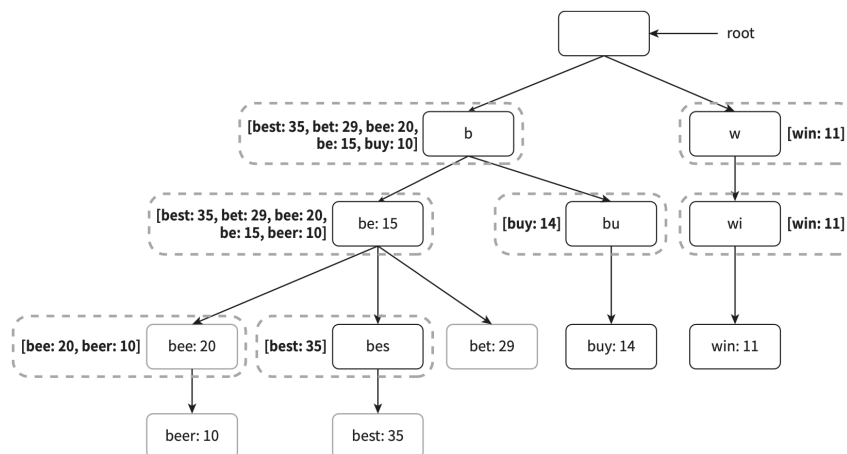 root
[best: 35, bet: 29, bee: 20,
be: 15, buy: 10]
b
w
[win: 11]
[best: 35, bet: 29, bee: 20,
be: 15, beer: 10]
be: 15
[buy: 14]
bu
wi
[win: 11]
[bee: 20, beer: 10]
bee: 20
[best: 35]
bes
bet: 29
buy: 14
win: 11
beer: 10
best: 35